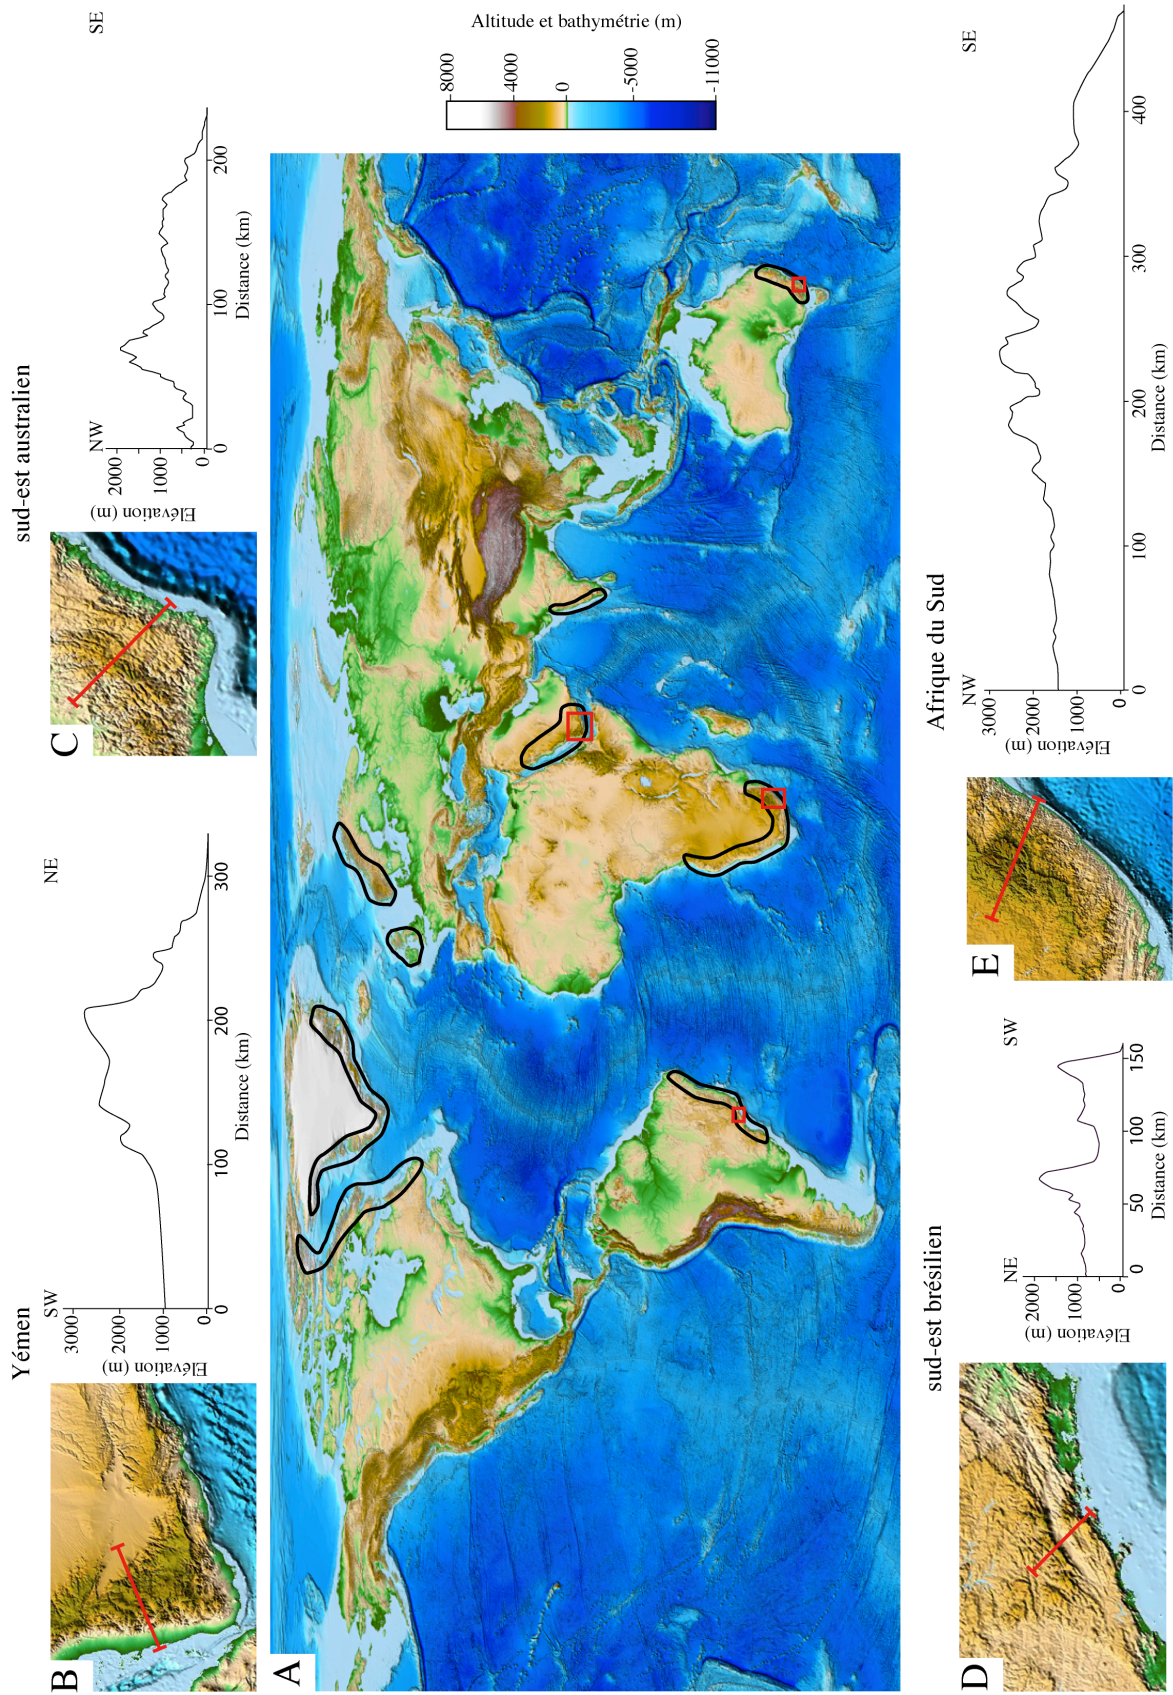 Yémen
B
SW
NE
3000
2000
1000
0
Elévation (m)
0
100
200
300
Distance (km)
sud-est australien
C
NW
SE
2000
1000
0
Elévation (m)
0
100
200
Distance (km)
A
8000
4000
0
-5000
-11000
Altitude et bathymétrie (m)
sud-est brésilien
D
NE
SW
2000
1000
0
Elévation (m)
0
50
100
150
Distance (km)
Afrique du Sud
E
NW
SE
3000
2000
1000
0
Elévation (m)
0
100
200
300
400
Distance (km)